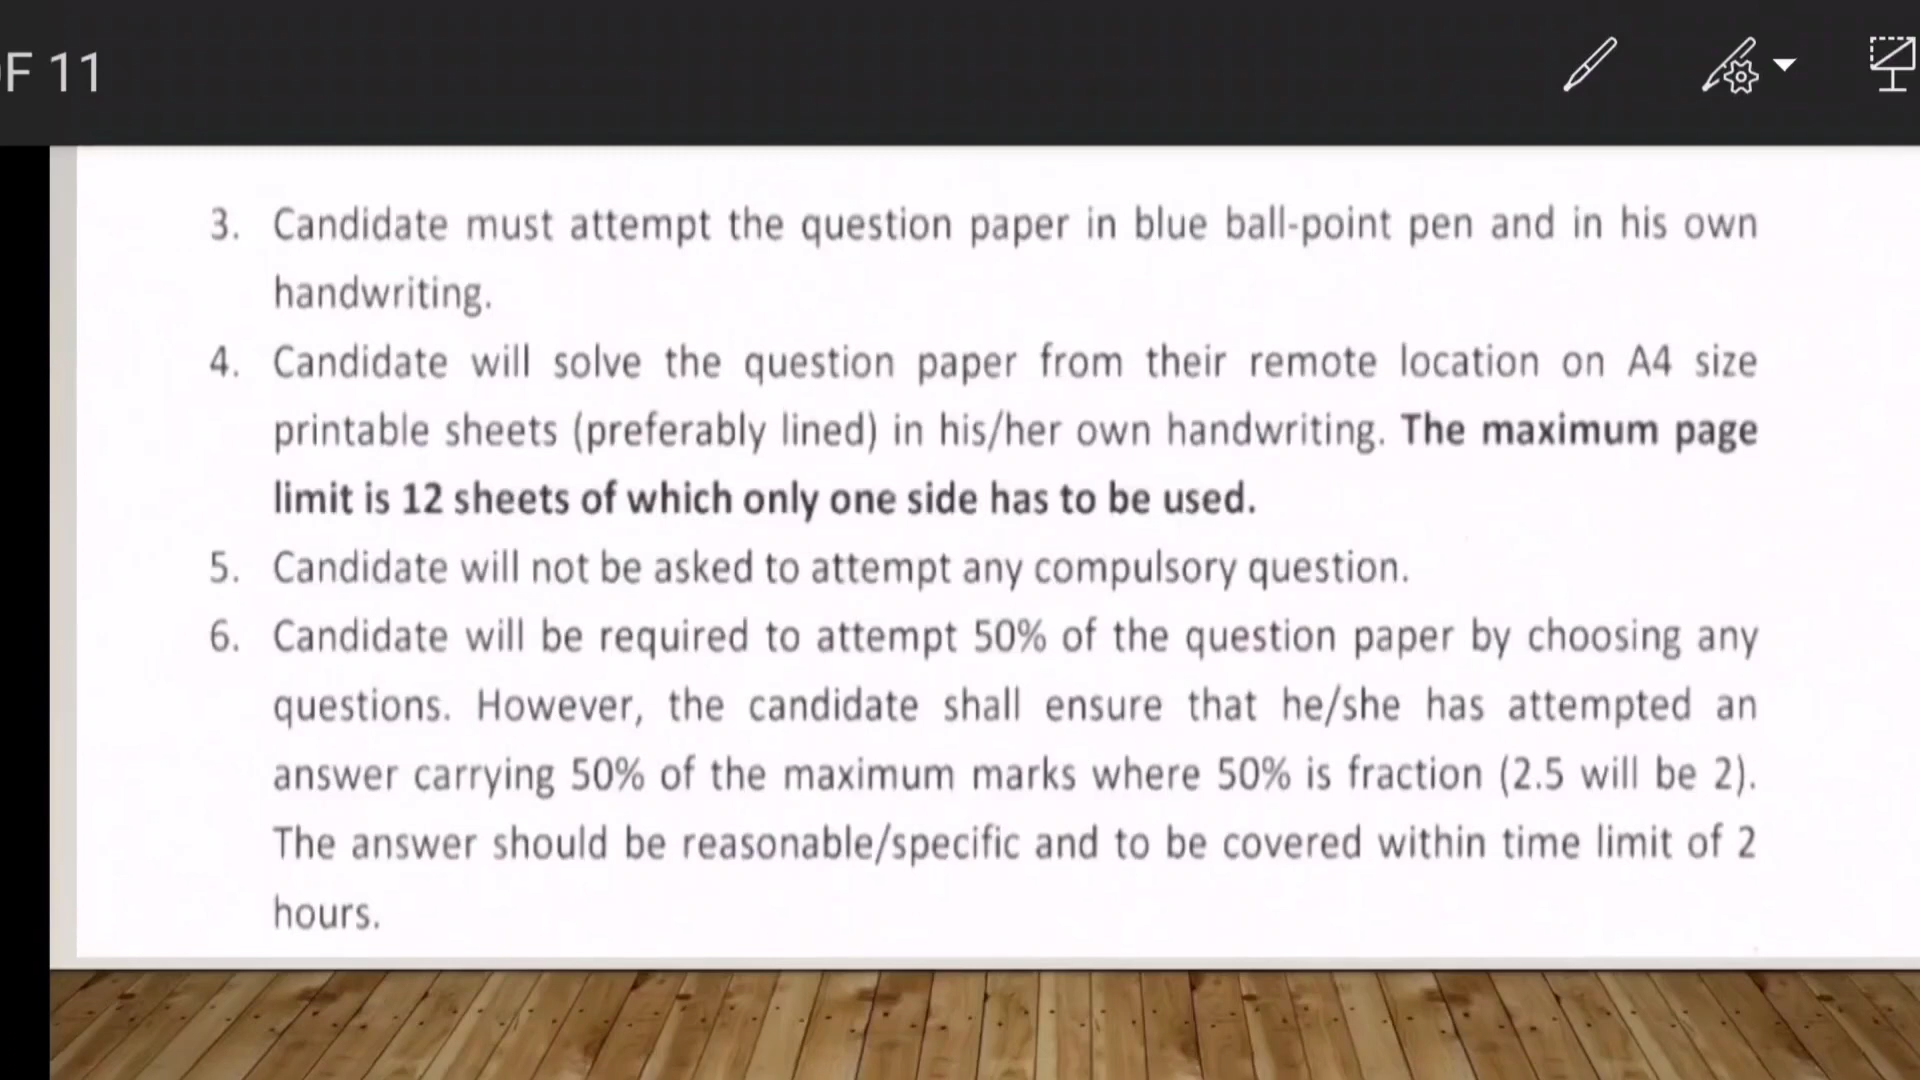 F 11
3. Candidate must attempt the question paper in blue ball-point pen and in his own
handwriting.
4. Candidate will solve the question paper from their remote location on A4 size
printable sheets (preferably lined) in his/her own handwriting. The maximum page
limit is 12 sheets of which only one side has to be used.
5. Candidate will not be asked to attempt any compulsory question.
6. Candidate will be required to attempt 50% of the question paper by choosing any
questions. However, the candidate shall ensure that he/she has attempted an
answer carrying 50% of the maximum marks where 50% is fraction (2.5 will be 2).
The answer should be reasonable/specific and to be covered within time limit of 2
hours.